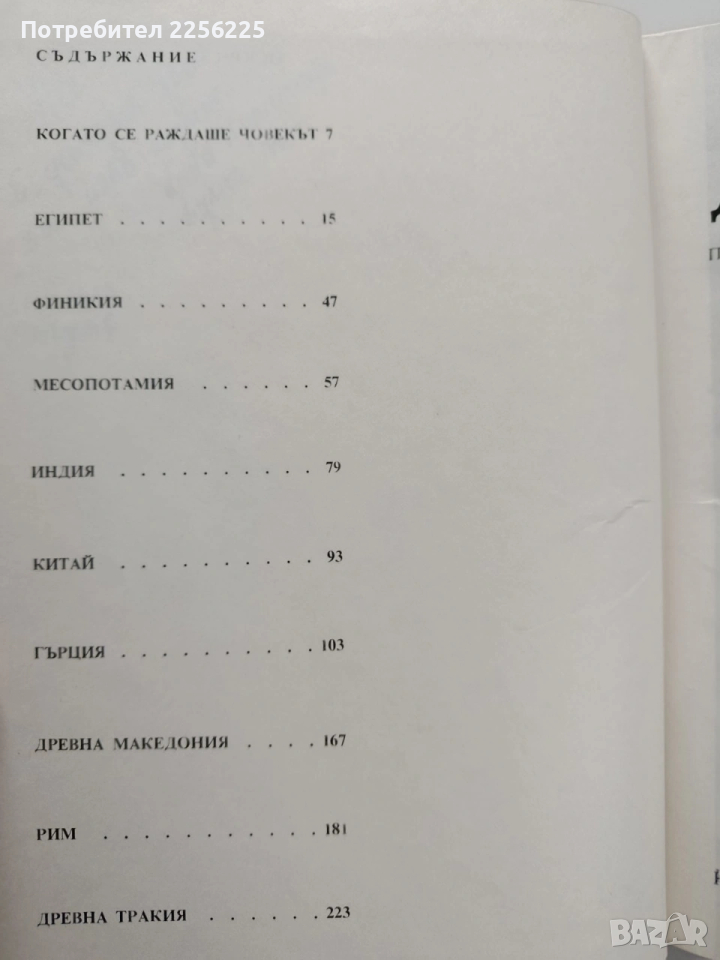 Потребител 2256225
СЪДЪРЖАНИЕ
КОГАТО СЕ РАЖДАШЕ ЧОВЕКЪТ 7
ЕГИПЕТ . . . . . . . . . . 15
ФИНИКИЯ . . . . . . . . . 47
МЕСОПОТАМИЯ . . . . . . 57
ИНДИЯ . . . . . . . . . . 79
КИТАЙ . . . . . . . . . . 93
ГЪРЦИЯ . . . . . . . . . . . 103
ДРЕВНА МАКЕДОНИЯ . . . . 167
РИМ . . . . . . . . . . . . 181
ДРЕВНА ТРАКИЯ . . . . . . 223
BAZAR